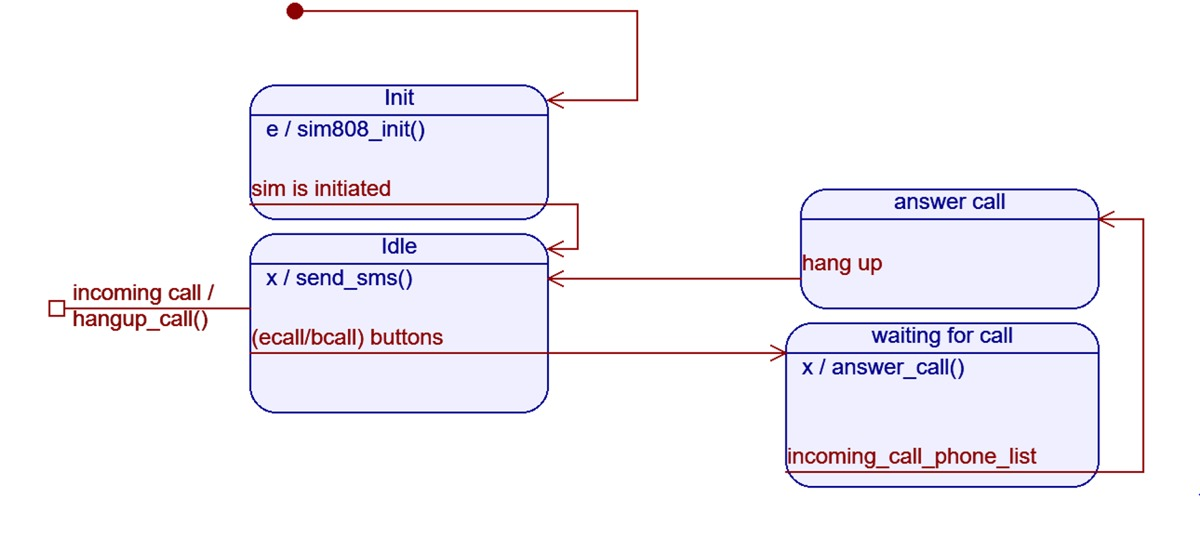 Init
e / sim808_init()
sim is initiated
answer call
hang up
Idle
x / send_sms()
incoming call /
hangup_call()
(ecall/bcall) buttons
waiting for call
x / answer_call()
incoming_call_phone_list